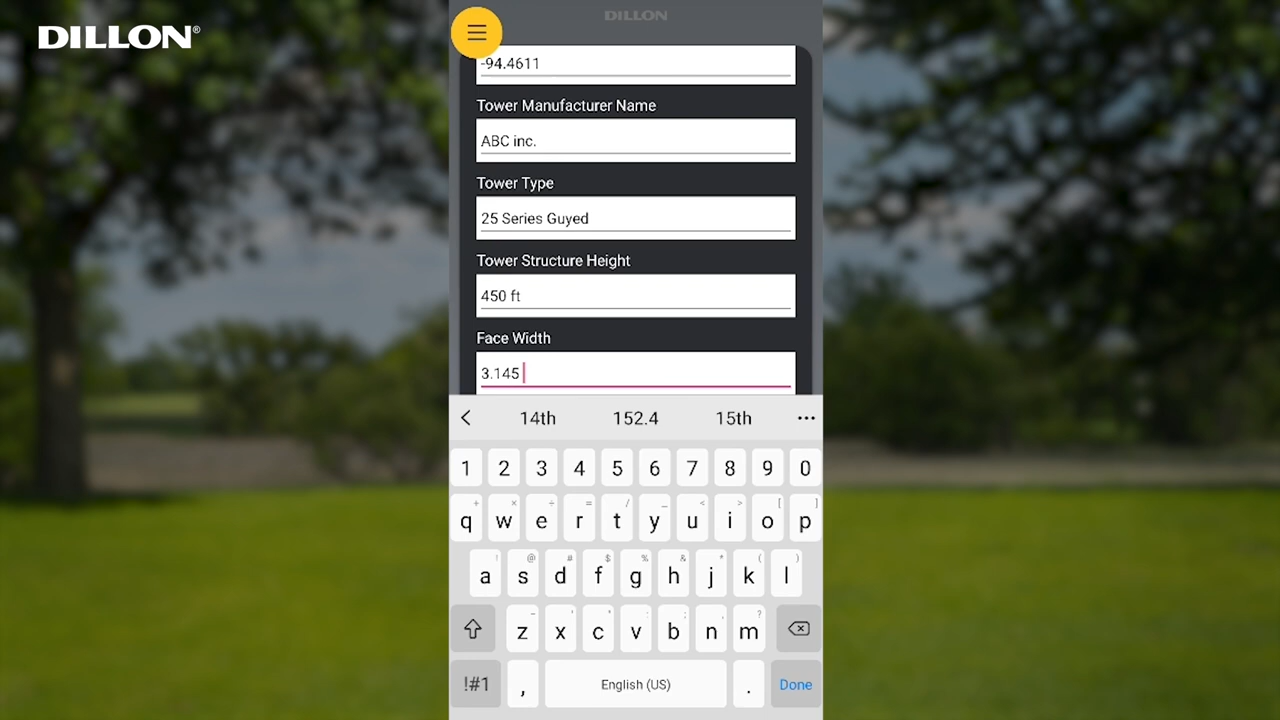 DILLON®
DILLON
-94.4611
Tower Manufacturer Name
ABC inc.
Tower Type
25 Series Guyed
Tower Structure Height
450 ft
Face Width
3.145
14th 152.4 15th
1 2 3 4 5 6 7 8 9 0
q w e r t y u i o p
a s d f g h j k l
z x c v b n m
!#1 , English (US) . Done